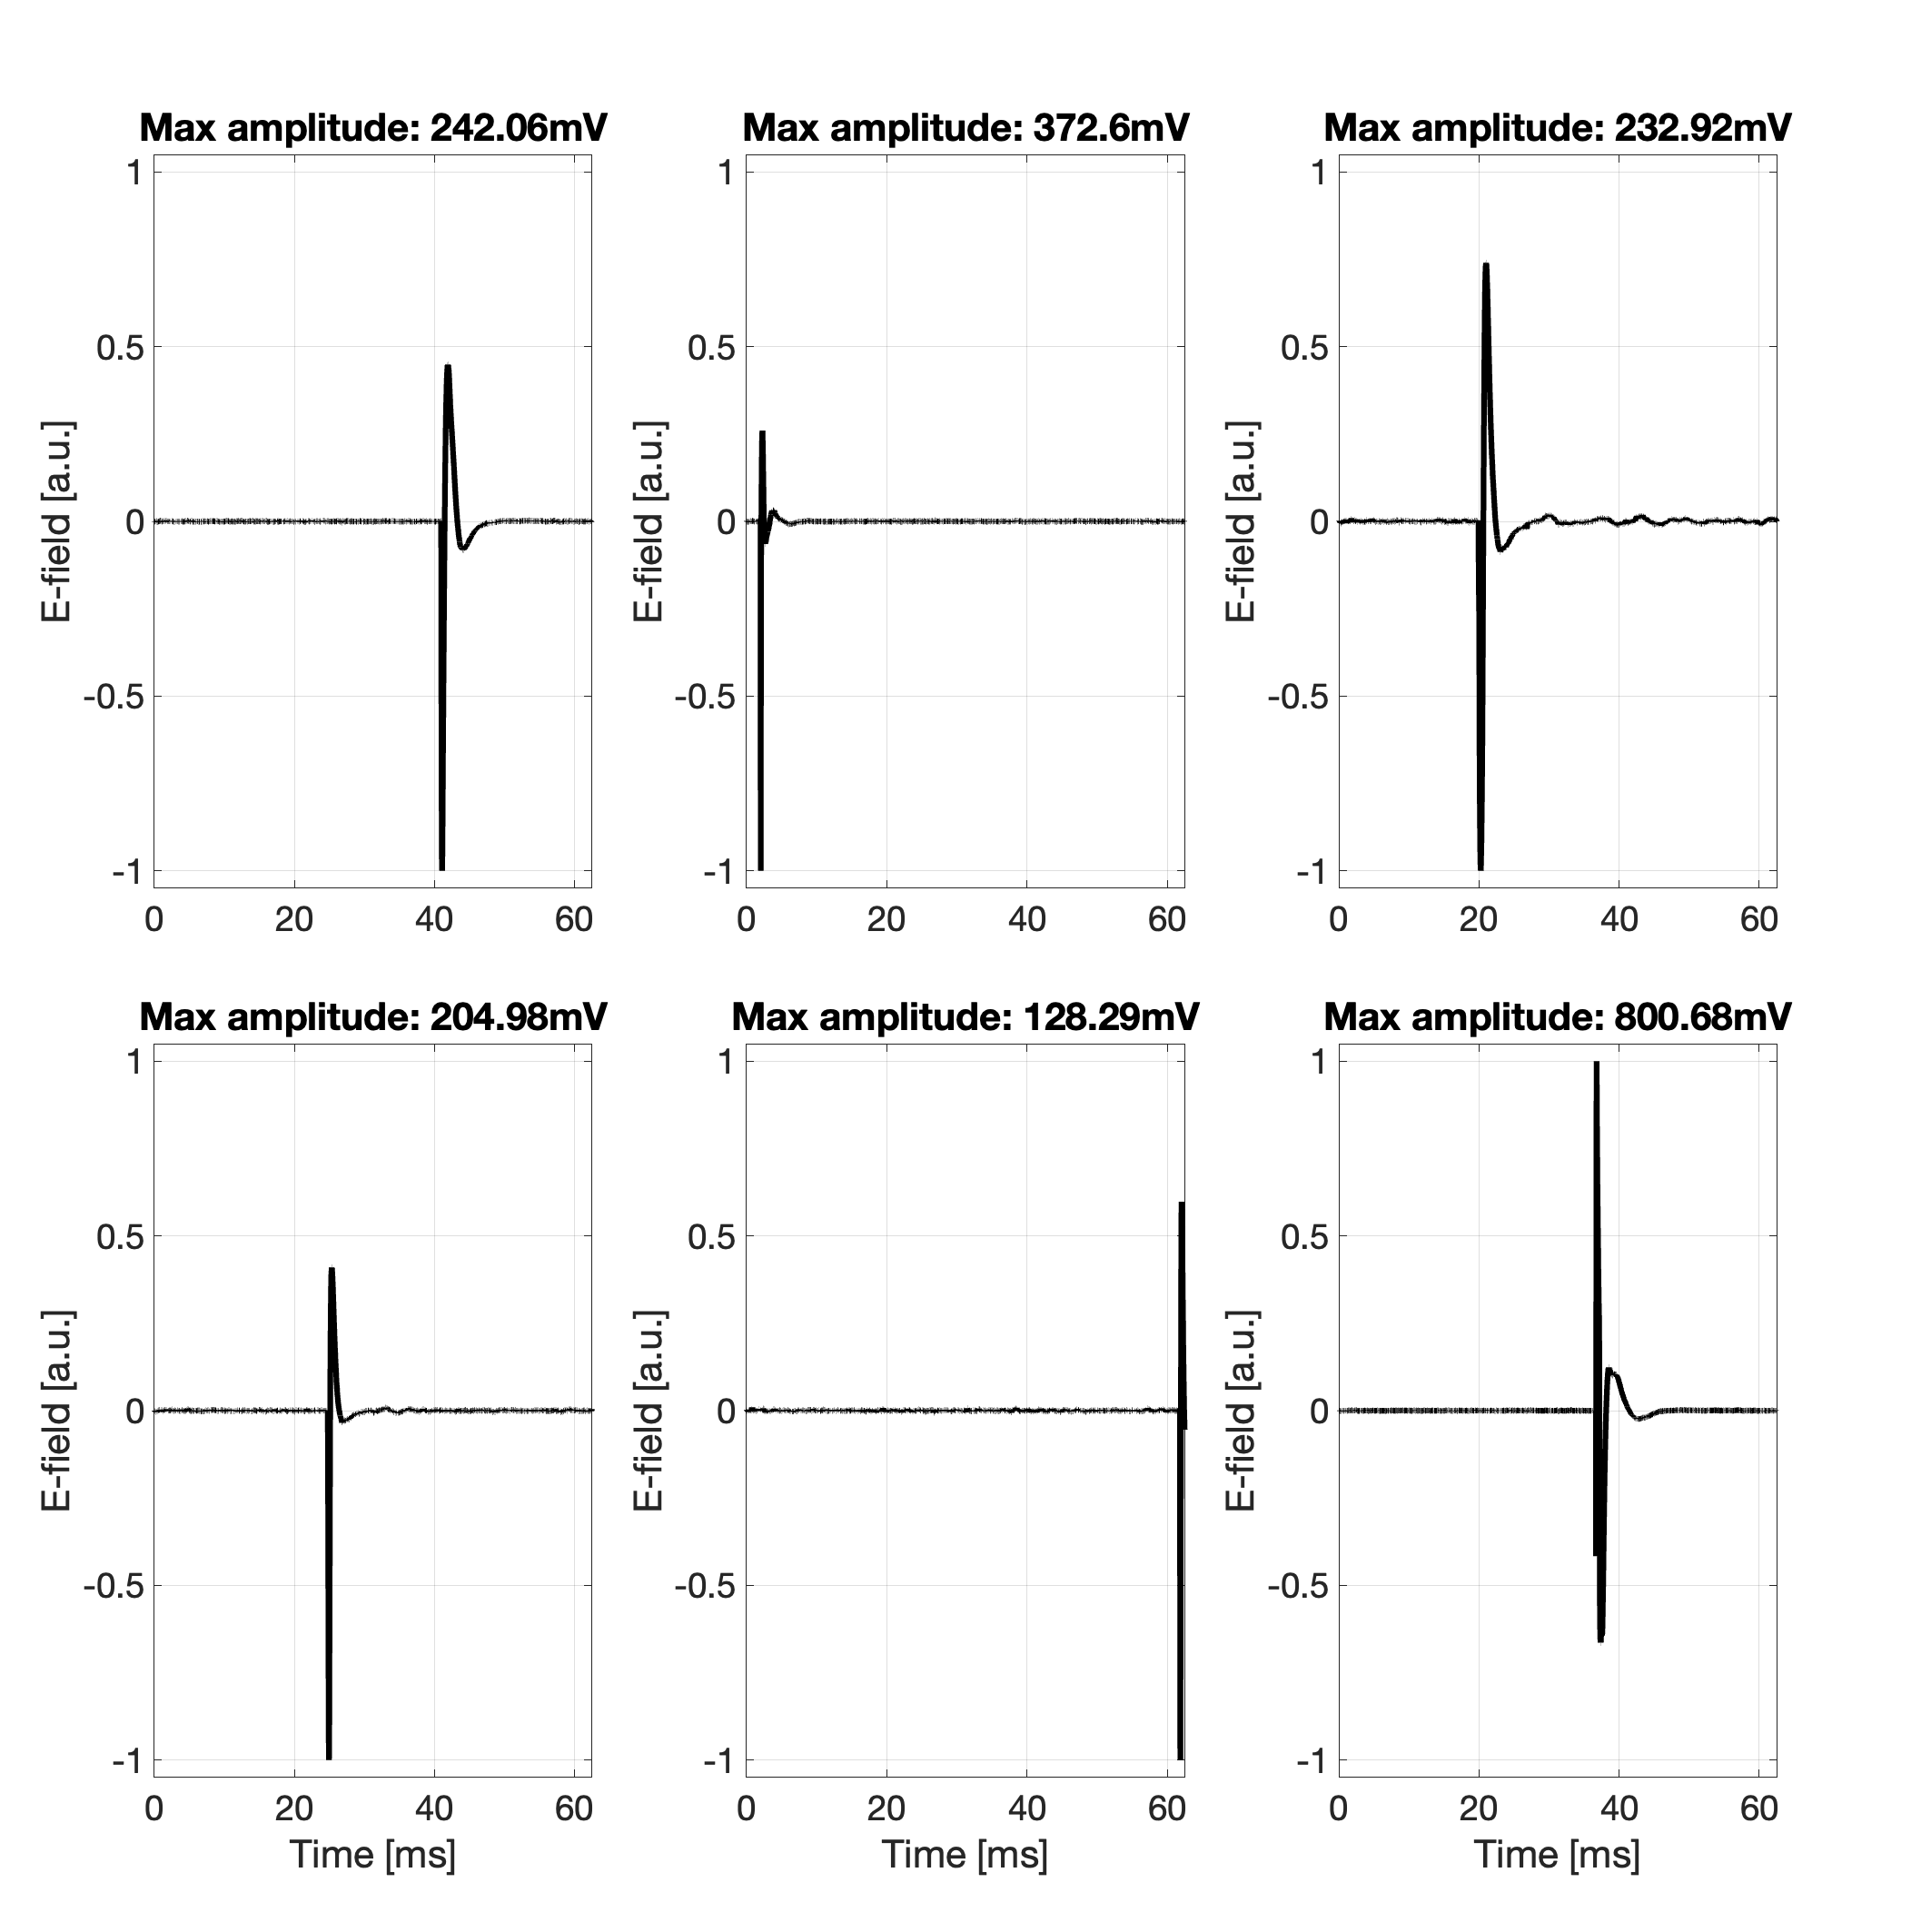 Max amplitude: 242.06mV
1
0.5
0
-0.5
-1
E-field [a.u.]
0 20 40 60
Max amplitude: 372.6mV
1
0.5
0
-0.5
-1
E-field [a.u.]
0 20 40 60
Max amplitude: 232.92mV
1
0.5
0
-0.5
-1
E-field [a.u.]
0 20 40 60
Max amplitude: 204.98mV
1
0.5
0
-0.5
-1
E-field [a.u.]
0 20 40 60
Time [ms]
Max amplitude: 128.29mV
1
0.5
0
-0.5
-1
E-field [a.u.]
0 20 40 60
Time [ms]
Max amplitude: 800.68mV
1
0.5
0
-0.5
-1
E-field [a.u.]
0 20 40 60
Time [ms]